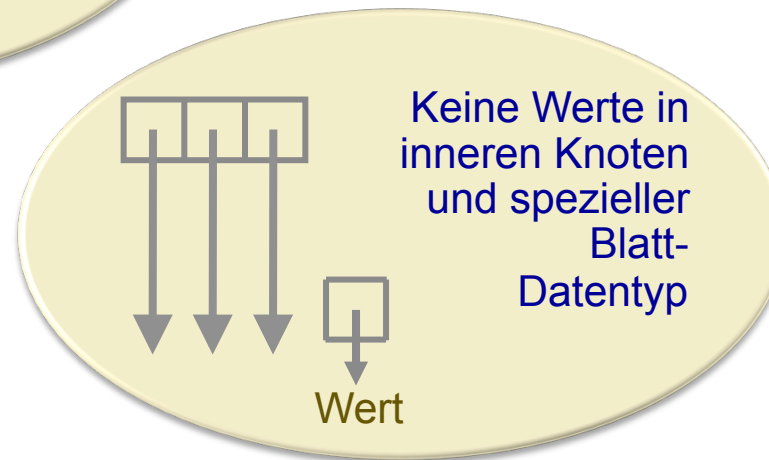 Keine Werte in
inneren Knoten
und spezieller
Blatt-
Datentyp
Wert